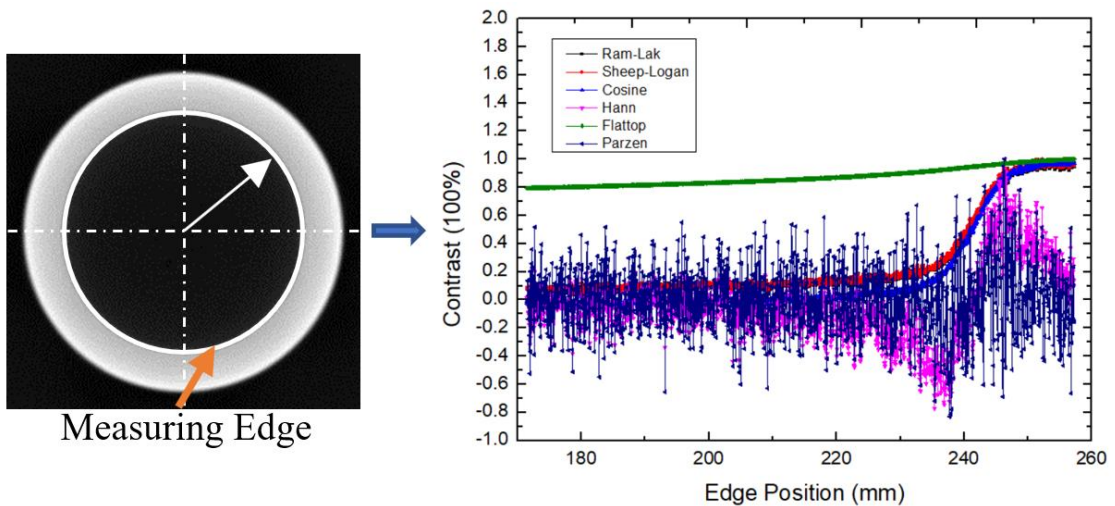 Measuring Edge
2.0
1.8
1.6
1.4
1.2
1.0
0.8
0.6
0.4
0.2
0.0
-0.2
-0.4
-0.6
-0.8
-1.0
Contrast (100%)
Ram-Lak
Sheep-Logan
Cosine
Hann
Flattop
Parzen
180 200 220 240 260
Edge Position (mm)